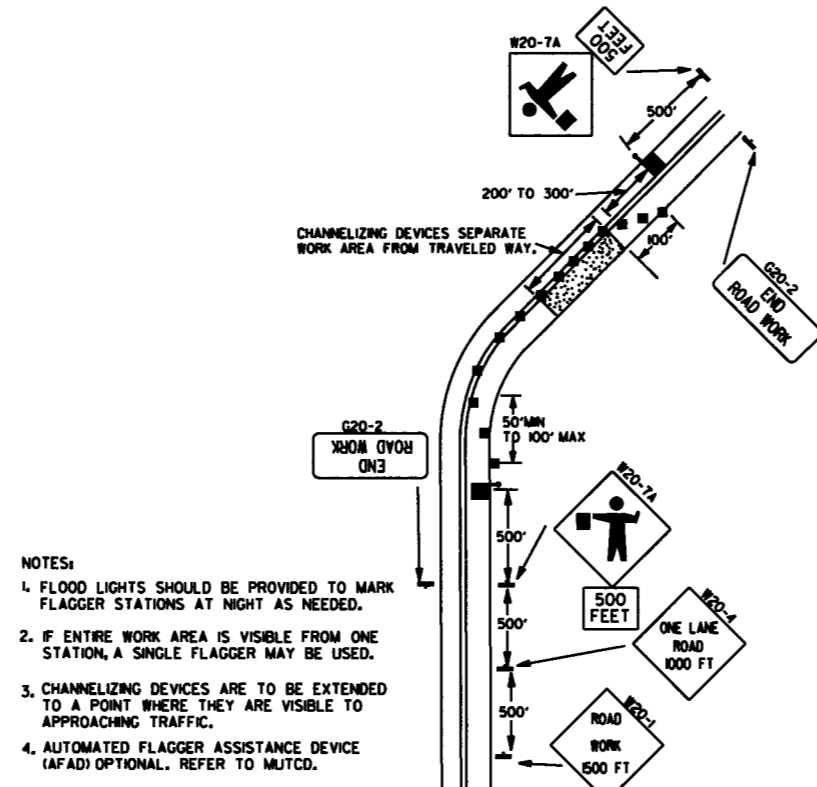 W20-7A
500
FEET
500'
200' TO 300'
CHANNELIZING DEVICES SEPARATE
WORK AREA FROM TRAVELED WAY.
100'
G20-2
END
ROAD WORK
G20-2
END
ROAD WORK
50' MIN
TO 100' MAX
W20-7A
500'
500
FEET
500'
W20-4
ONE LANE
ROAD
1000 FT
500'
W20-1
ROAD
WORK
1500 FT
NOTES:
1. FLOOD LIGHTS SHOULD BE PROVIDED TO MARK
FLAGGER STATIONS AT NIGHT AS NEEDED.
2. IF ENTIRE WORK AREA IS VISIBLE FROM ONE
STATION, A SINGLE FLAGGER MAY BE USED.
3. CHANNELIZING DEVICES ARE TO BE EXTENDED
TO A POINT WHERE THEY ARE VISIBLE TO
APPROACHING TRAFFIC.
4. AUTOMATED FLAGGER ASSISTANCE DEVICE
(AFAD) OPTIONAL. REFER TO MUTCD.